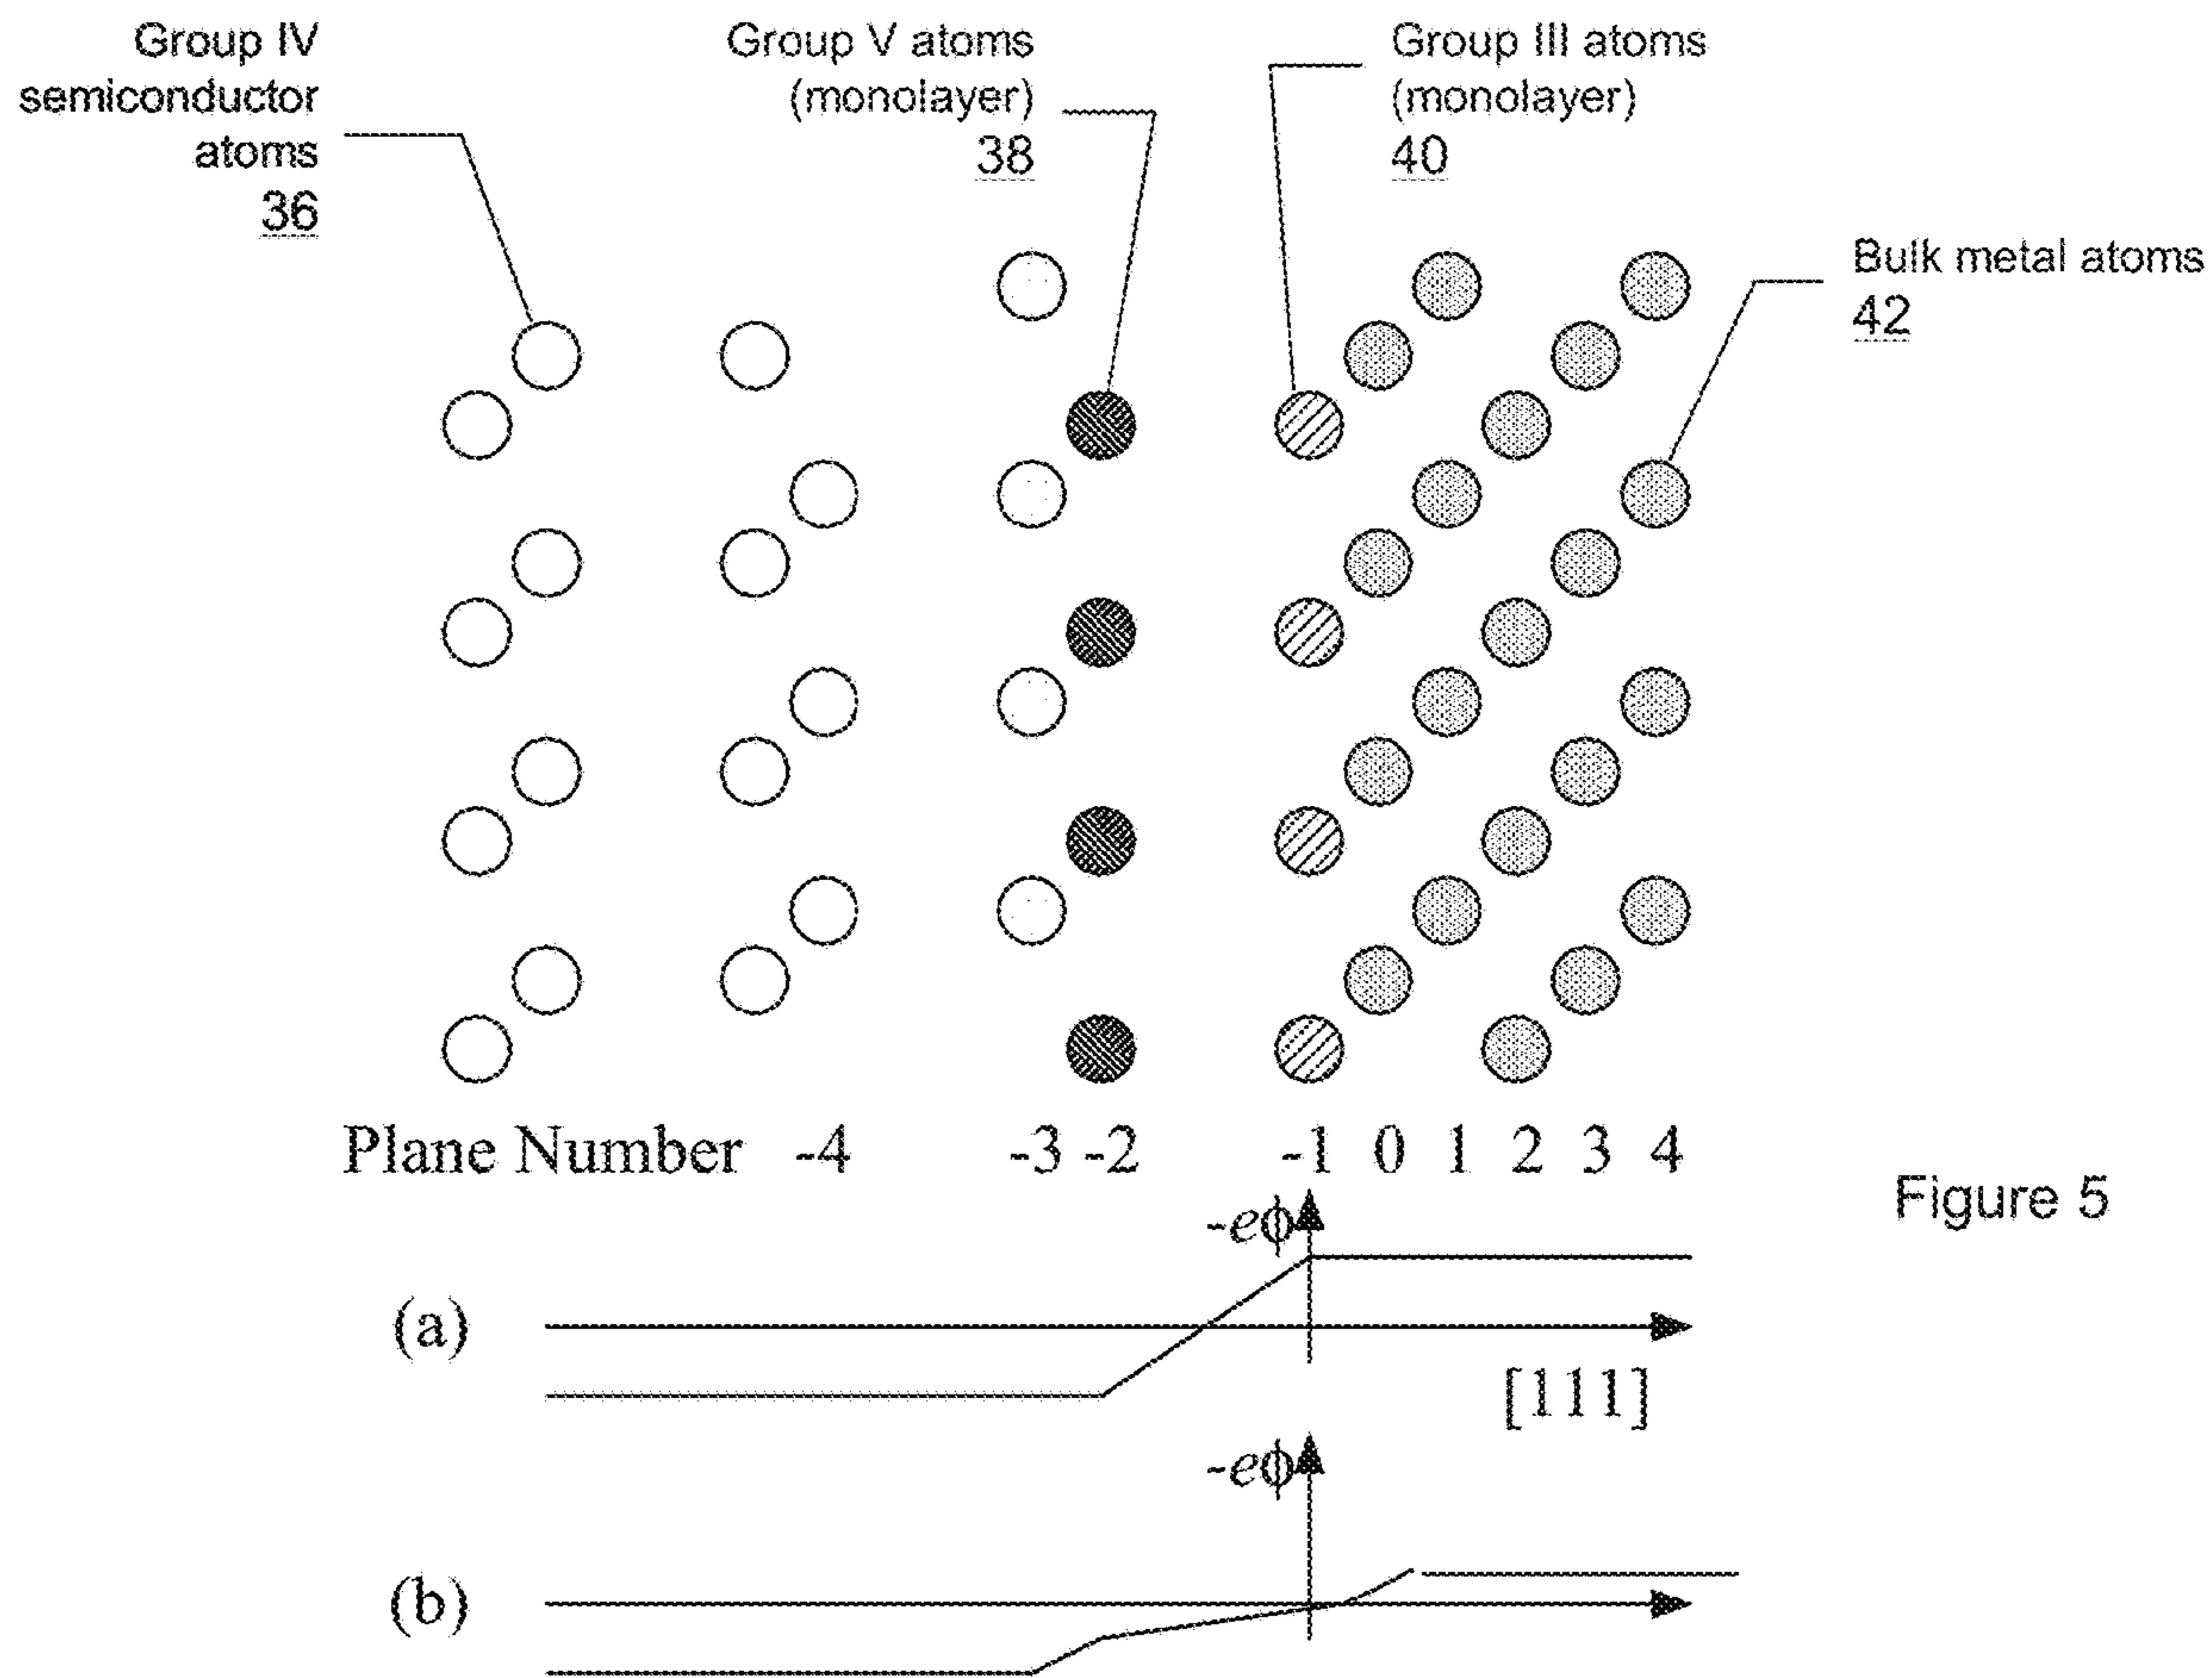 Group IV
semiconductor
atoms
36
Group V atoms
(monolayer)
38
Group III atoms
(monolayer)
40
Bulk metal atoms
42
Plane Number -4 -3 -2 -1 0 1 2 3 4
Figure 5
-eϕ
(a)
[111]
-eϕ
(b)